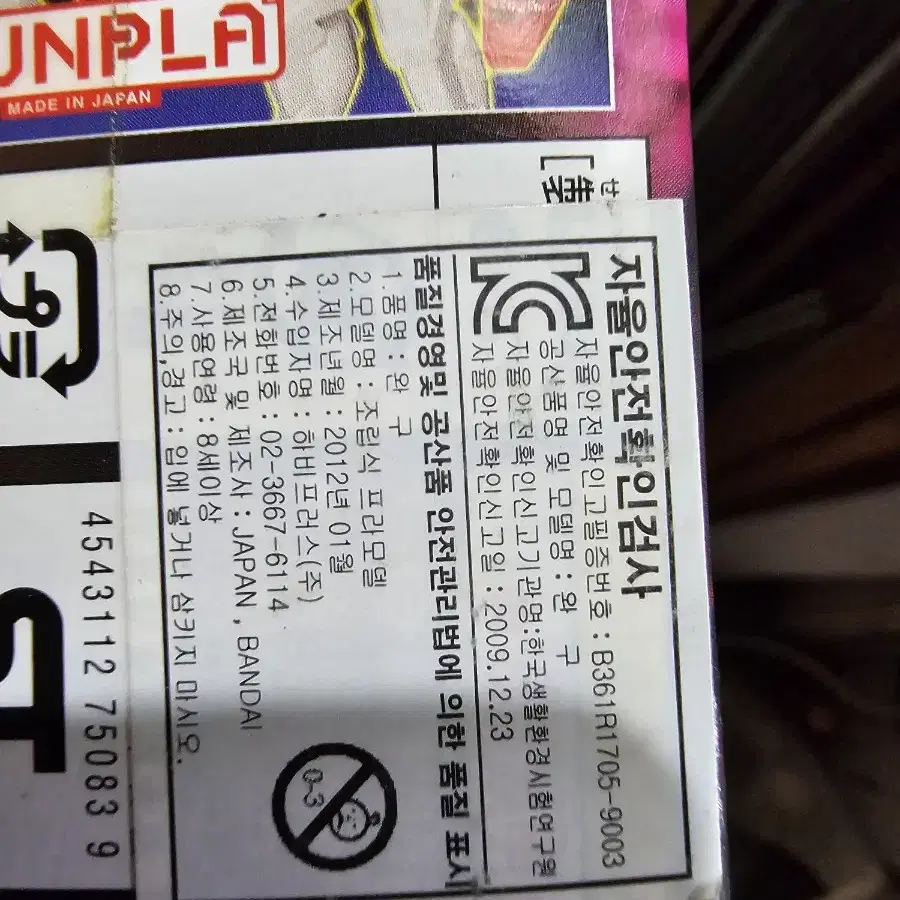 UNPLA
MADE IN JAPAN
자율안전확인검사
자율안전확인고필증번호 : B361R1705-9003
공산품명 및 모델명 : 완 구
자율안전확인신고기관명:한국생활환경시험연구원
자율안전확인신고일 : 2009.12.23
품질경영및 공산품 안전관리법에 의한 품질 표시
1. 품명 : 완 구
2. 모델명 : 조립식 프라모델
3. 제조년월 : 2012년 01월
4. 수입자명 : 하비프러스(주)
5. 전화번호 : 02-3667-6114
6. 제조국 및 제조사 : JAPAN , BANDAI
7. 사용연령 : 8세이상
8. 주의,경고 : 입에 넣거나 삼키지 마시오.
0-3
4543112 75083 9